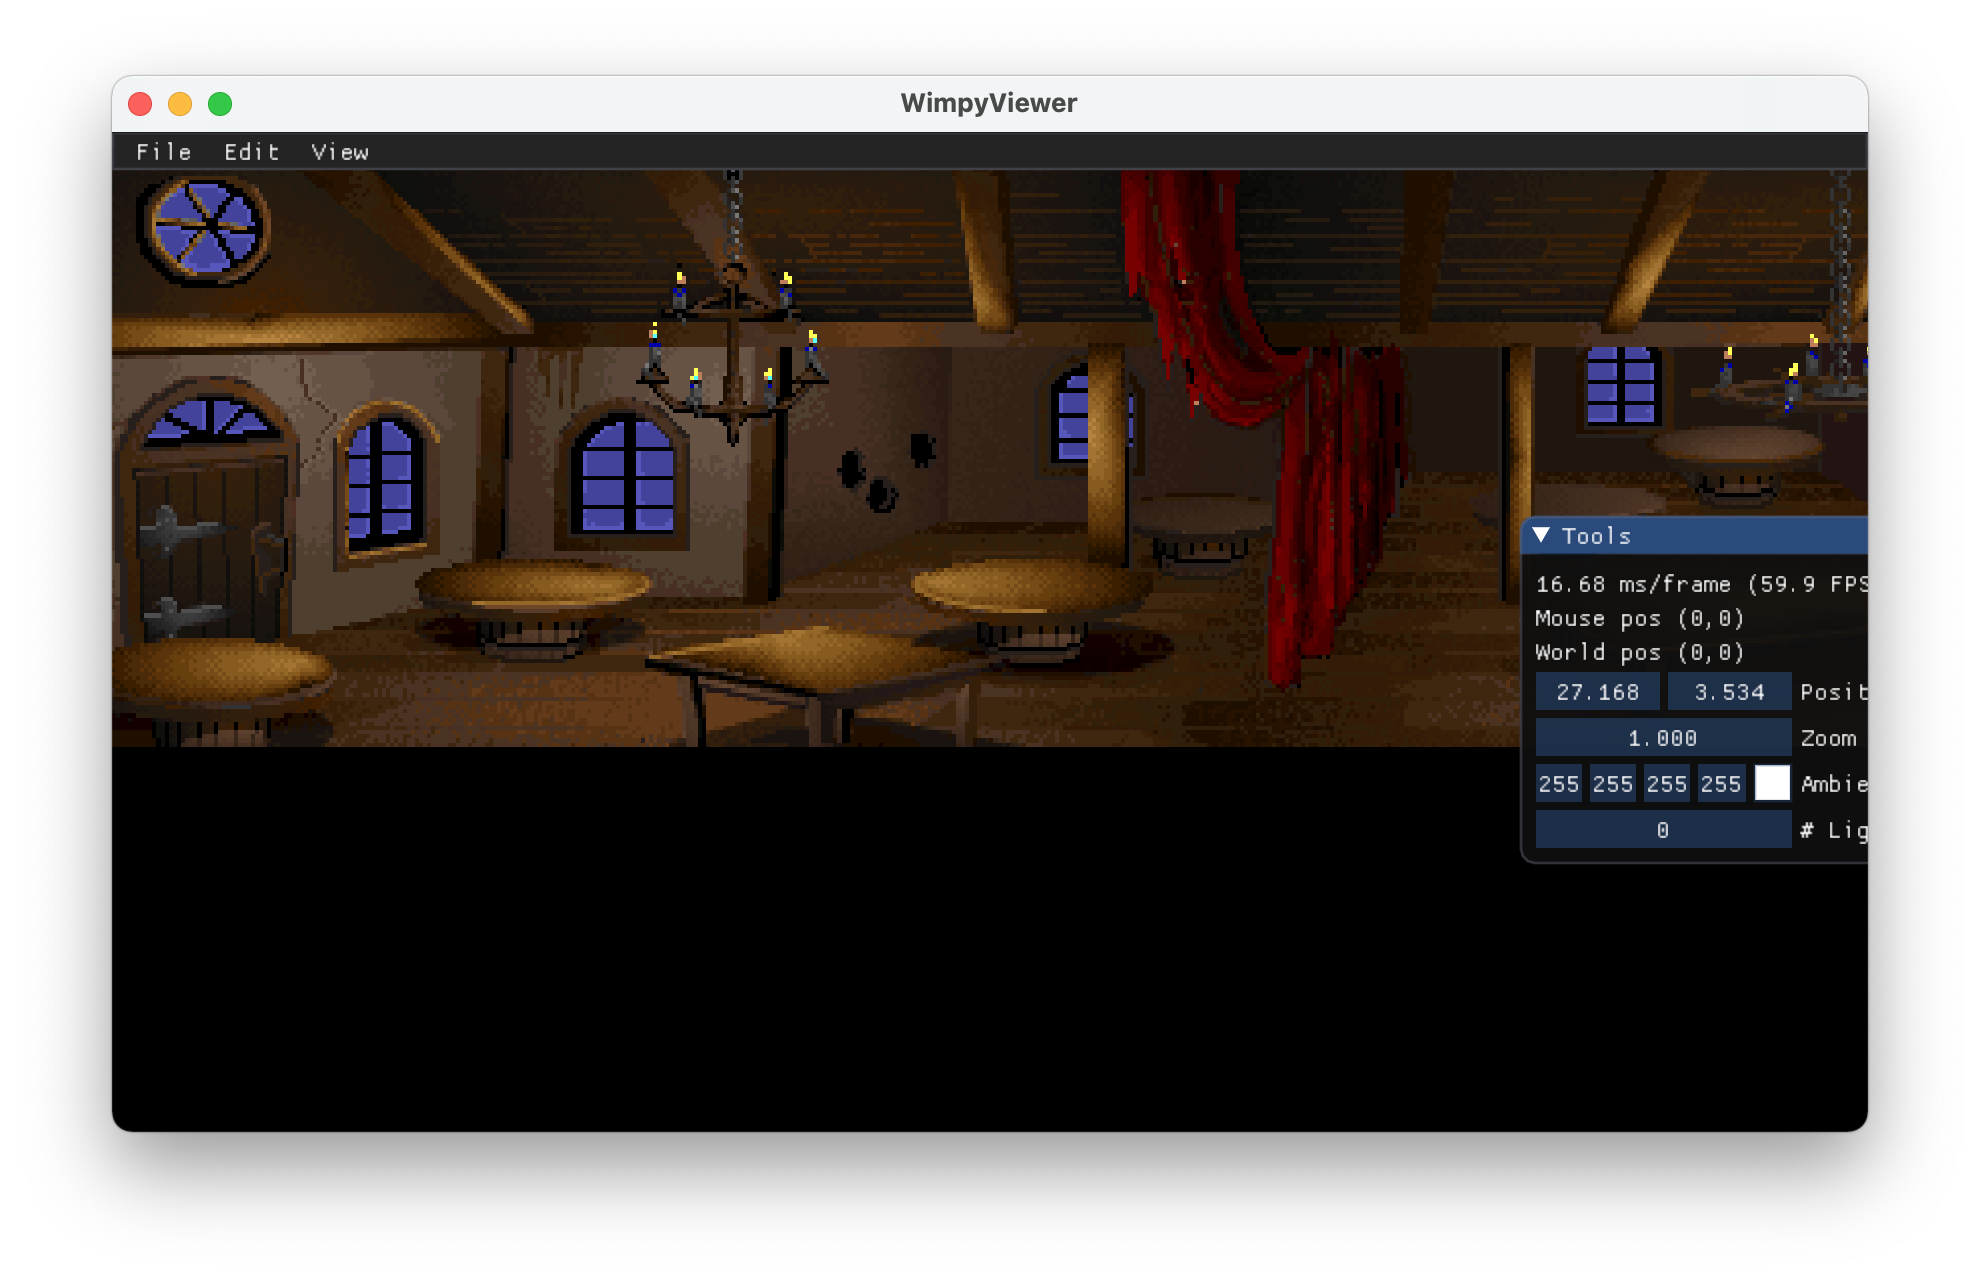 WimpyViewer
File Edit View
▼ Tools
16.68 ms/frame (59.9 FPS
Mouse pos (0,0)
World pos (0,0)
27.168 3.534 Posit
1.000 Zoom
255 255 255 255 Ambie
0 # Lig